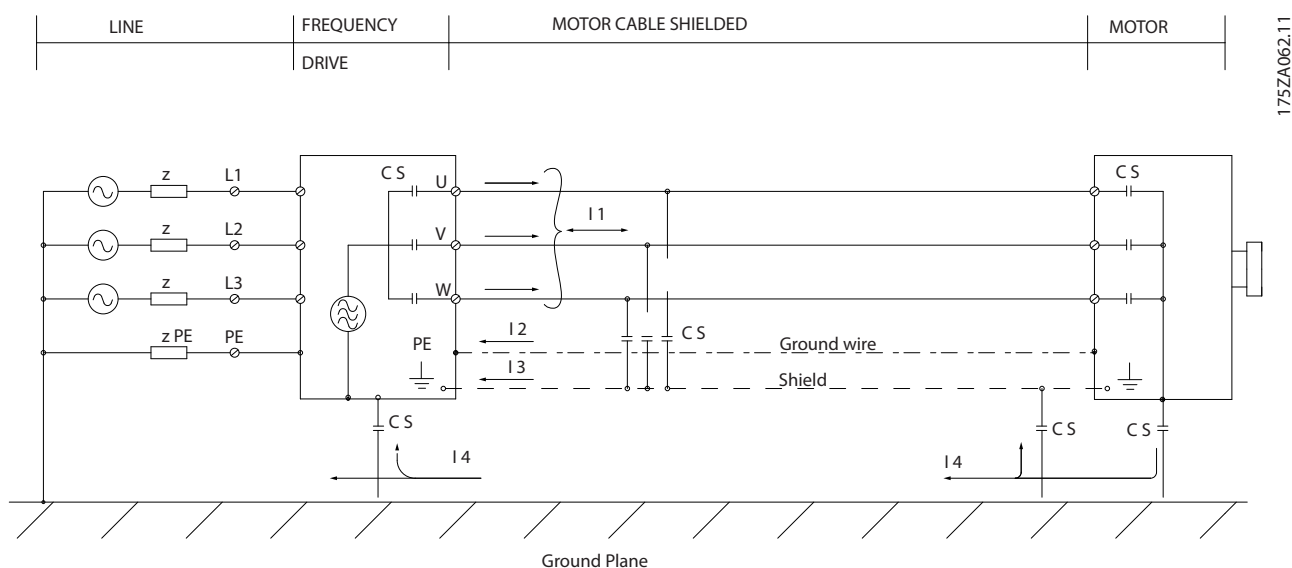 LINE
FREQUENCY
DRIVE
MOTOR CABLE SHIELDED
MOTOR
175ZA062.11
z
L1
C S
U
I 1
C S
z
L2
V
z
L3
W
C S
z PE
PE
PE
I 2
Ground wire
I 3
Shield
C S
I 4
I 4
C S
C S
Ground Plane